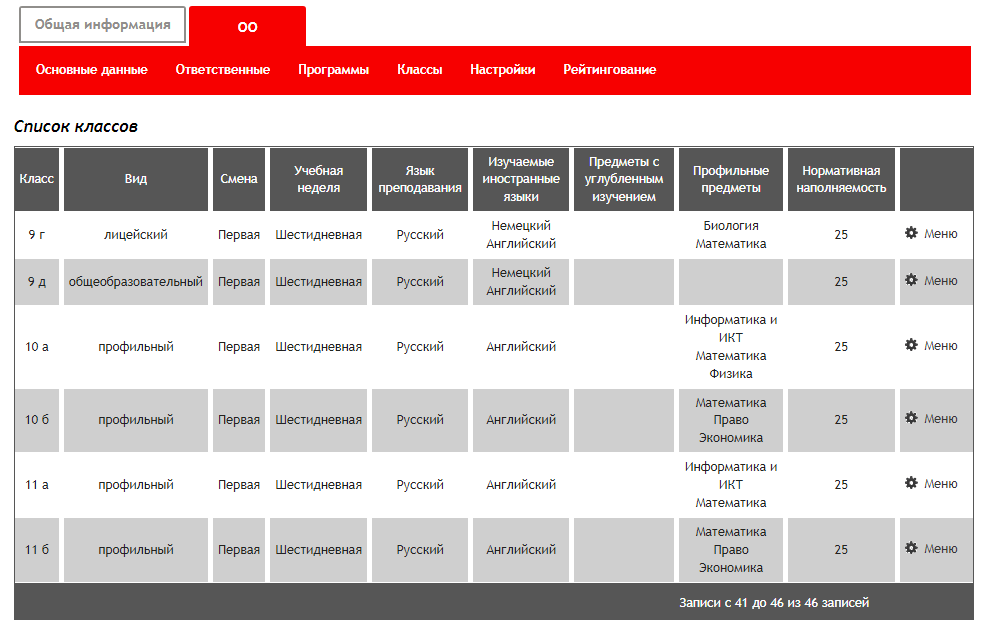 Общая информация
ОО
Основные данные Ответственные Программы Классы Настройки Рейтингование
Список классов
Класс Вид Смена Учебная неделя Язык преподавания Изучаемые иностранные языки Предметы с углубленным изучением Профильные предметы Нормативная наполняемость
9 г лицейский Первая Шестидневная Русский Немецкий Английский Биология Математика 25 Меню
9 д общеобразовательный Первая Шестидневная Русский Немецкий Английский 25 Меню
10 а профильный Первая Шестидневная Русский Английский Информатика и ИКТ Математика Физика 25 Меню
10 б профильный Первая Шестидневная Русский Английский Математика Право Экономика 25 Меню
11 а профильный Первая Шестидневная Русский Английский Информатика и ИКТ Математика 25 Меню
11 б профильный Первая Шестидневная Русский Английский Математика Право Экономика 25 Меню
Записи с 41 до 46 из 46 записей